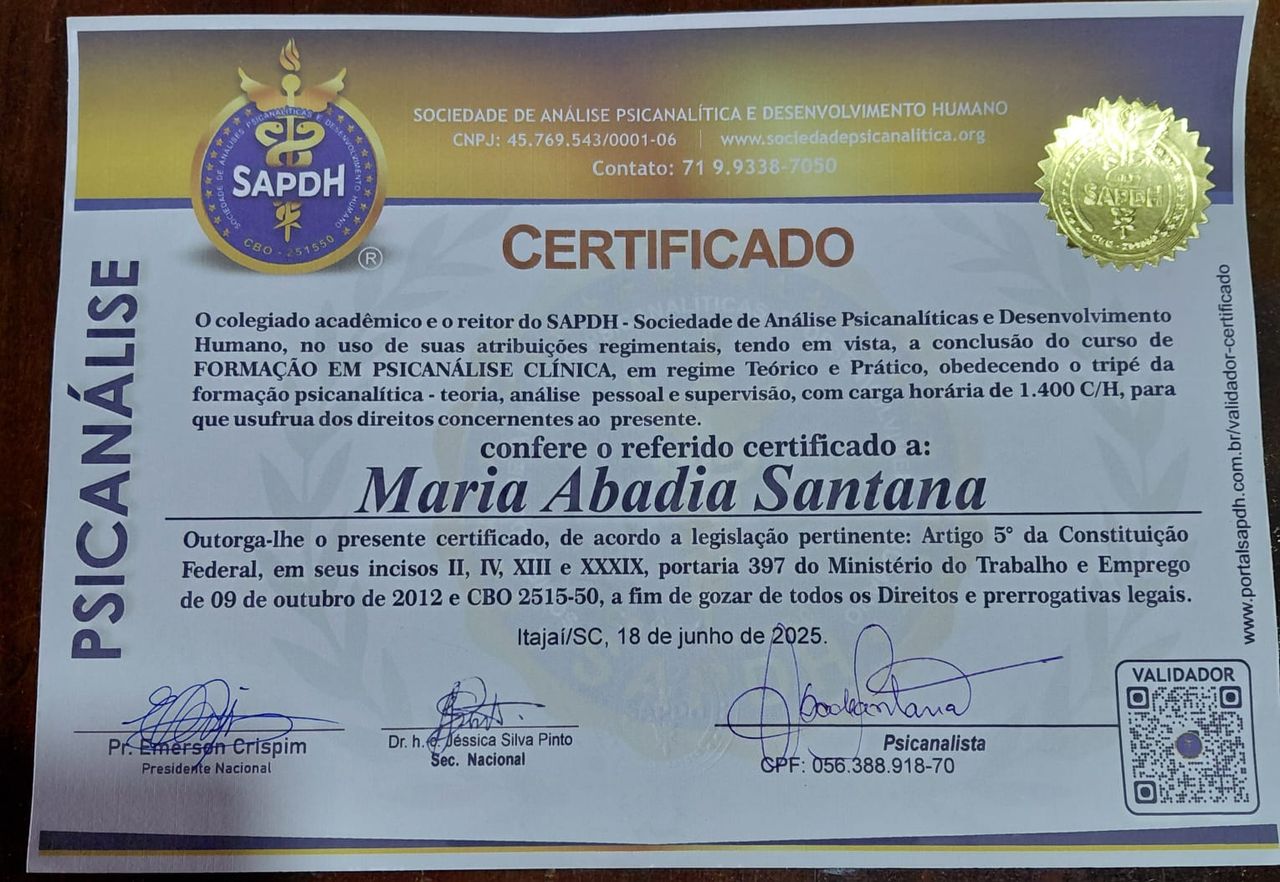 SOCIEDADE DE ANÁLISE PSICANALÍTICA E DESENVOLVIMENTO HUMANO
CNPJ: 45.769.543/0001-06 | www.sociedadepsicanalitica.org
Contato: 71 9.9338-7050
SOCIEDADE DE ANÁLISES PSICANALÍTICAS E DESENVOLVIMENTO HUMANO
SAPDH
CBO - 251550
®
SAPDH
CERTIFICADO
PSICANÁLISE
O colegiado acadêmico e o reitor do SAPDH - Sociedade de Análise Psicanalíticas e Desenvolvimento
Humano, no uso de suas atribuições regimentais, tendo em vista, a conclusão do curso de
FORMAÇÃO EM PSICANÁLISE CLÍNICA, em regime Teórico e Prático, obedecendo o tripé da
formação psicanalítica - teoria, análise pessoal e supervisão, com carga horária de 1.400 C/H, para
que usufrua dos direitos concernentes ao presente.
confere o referido certificado a:
Maria Abadia Santana
Outorga-lhe o presente certificado, de acordo a legislação pertinente: Artigo 5° da Constituição
Federal, em seus incisos II, IV, XIII e XXXIX, portaria 397 do Ministério do Trabalho e Emprego
de 09 de outubro de 2012 e CBO 2515-50, a fim de gozar de todos os Direitos e prerrogativas legais.
Itajaí/SC, 18 de junho de 2025.
Pr. Emerson Crispim
Presidente Nacional
Dr. h. c. Jéssica Silva Pinto
Sec. Nacional
Psicanalista
CPF: 056.388.918-70
VALIDADOR
www.portalsapdh.com.br/validador-certificado